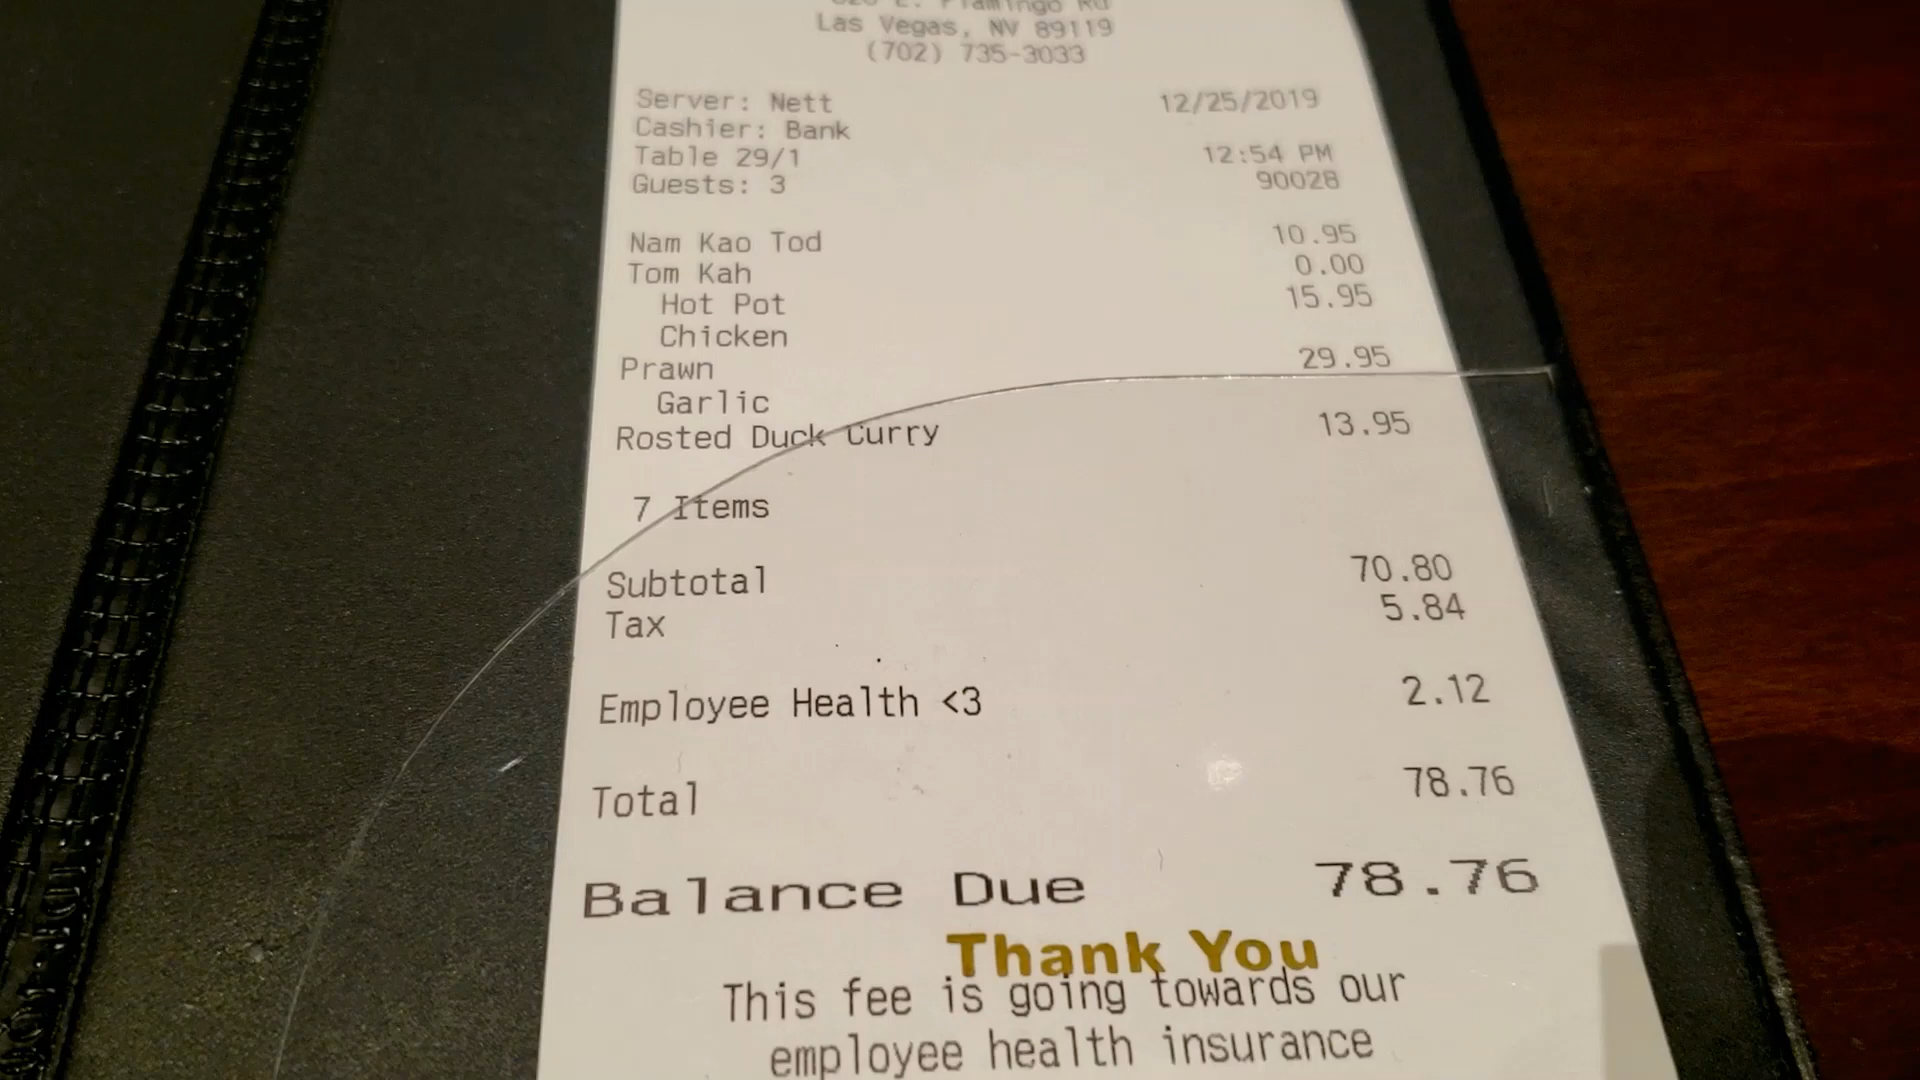 Flamingo Rd
Las Vegas, NV 89119
(702) 735-3033
Server: Nett 12/25/2019
Cashier: Bank
Table 29/1 12:54 PM
Guests: 3 90028
Nam Kao Tod 10.95
Tom Kah 0.00
Hot Pot 15.95
Chicken
Prawn 29.95
Garlic
Rosted Duck Curry 13.95
7 Items
Subtotal 70.80
Tax 5.84
Employee Health <3 2.12
Total 78.76
Balance Due 78.76
Thank You
This fee is going towards our
employee health insurance